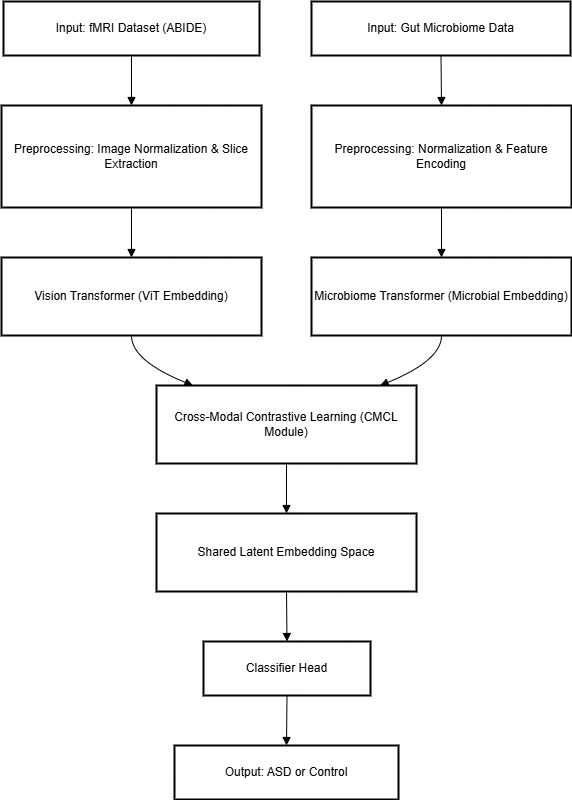 Input: fMRI Dataset (ABIDE)
Input: Gut Microbiome Data
Preprocessing: Image Normalization & Slice
Extraction
Preprocessing: Normalization & Feature
Encoding
Vision Transformer (ViT Embedding)
Microbiome Transformer (Microbial Embedding)
Cross-Modal Contrastive Learning (CMCL
Module)
Shared Latent Embedding Space
Classifier Head
Output: ASD or Control